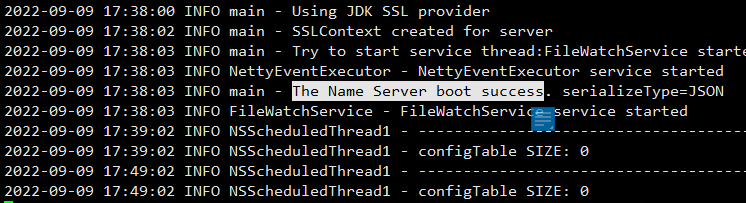 2022-09-09 17:38:00 INFO main - Using JDK SSL provider
2022-09-09 17:38:03 INFO main - SSLContext created for server
2022-09-09 17:38:03 INFO main - Try to start service thread:FileWatchService starte
2022-09-09 17:38:03 INFO NettyEventExecutor - NettyEventExecutor service started
2022-09-09 17:38:03 INFO main - The Name Server boot success. serializeType=JSON
2022-09-09 17:38:03 INFO FileWatchService - FileWatchService service started
2022-09-09 17:39:02 INFO NSScheduledThread1 - --------------------------------------
2022-09-09 17:39:02 INFO NSScheduledThread1 - configTable SIZE: 0
2022-09-09 17:49:02 INFO NSScheduledThread1 - --------------------------------------
2022-09-09 17:49:02 INFO NSScheduledThread1 - configTable SIZE: 0